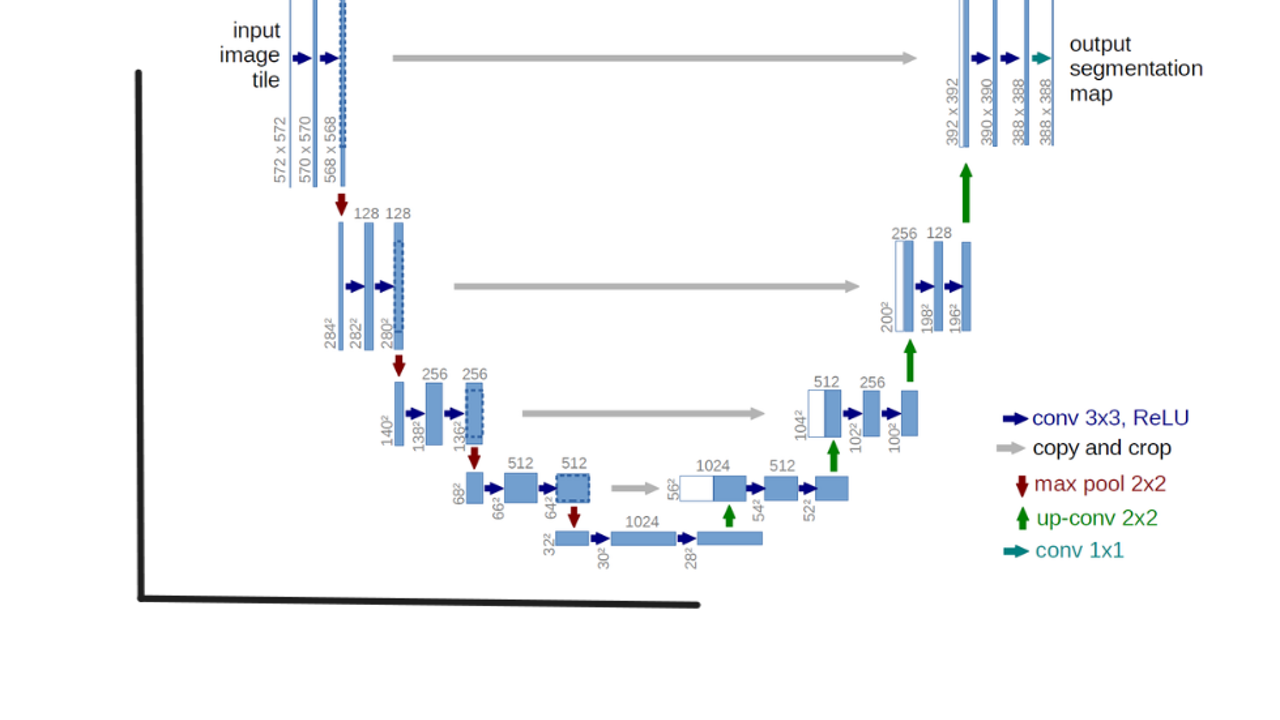 input
image
tile
572 x 572
570 x 570
568 x 568
392 x 392
390 x 390
388 x 388
388 x 388
output
segmentation
map
128 128
284²
282²
280²
256 128
200²
198²
196²
256 256
140²
138²
136²
512 256
104²
102²
100²
512 512
68²
66²
64²
1024 512
56²
54²
52²
1024
32²
30²
28²
conv 3x3, ReLU
copy and crop
max pool 2x2
up-conv 2x2
conv 1x1